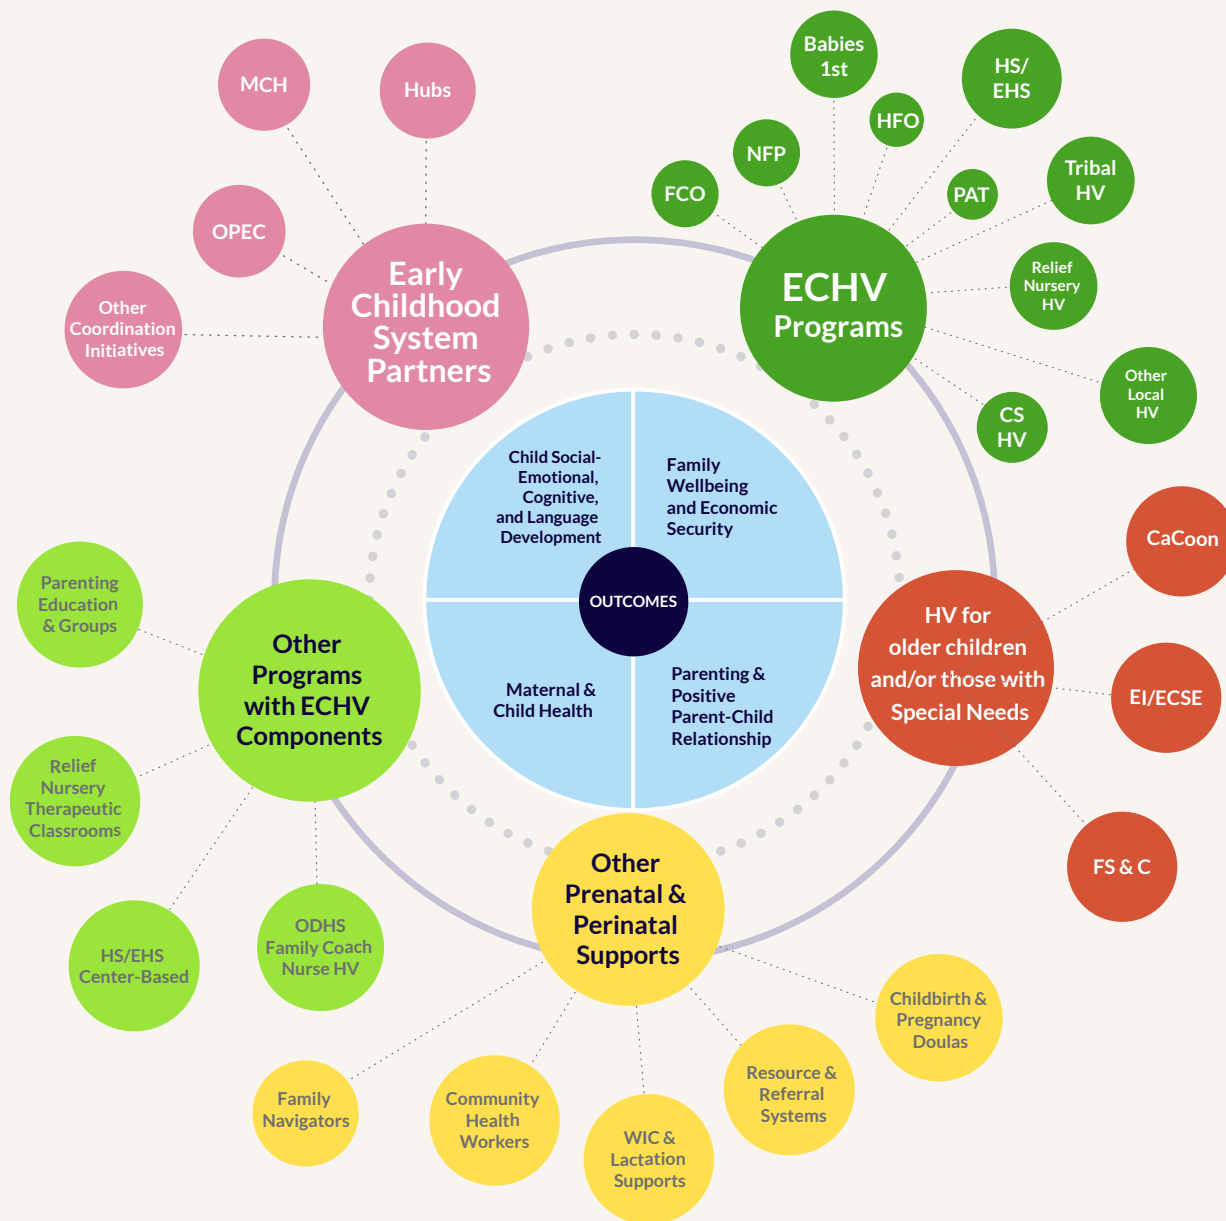 MCH
Hubs
OPEC
Other
Coordination
Initiatives
Early
Childhood
System
Partners
Babies
1st
HS/
EHS
HFO
NFP
FCO
PAT
Tribal
HV
Relief
Nursery
HV
Other
Local
HV
CS
HV
ECHV
Programs
Child Social-
Emotional,
Cognitive,
and Language
Development
Family
Wellbeing
and Economic
Security
OUTCOMES
Maternal &
Child Health
Parenting &
Positive
Parent-Child
Relationship
CaCoon
HV for
older children
and/or those with
Special Needs
EI/ECSE
FS & C
Parenting
Education
& Groups
Other
Programs
with ECHV
Components
Relief
Nursery
Therapeutic
Classrooms
HS/EHS
Center-Based
ODHS
Family Coach
Nurse HV
Other
Prenatal &
Perinatal
Supports
Family
Navigators
Community
Health
Workers
WIC &
Lactation
Supports
Resource &
Referral
Systems
Childbirth &
Pregnancy
Doulas